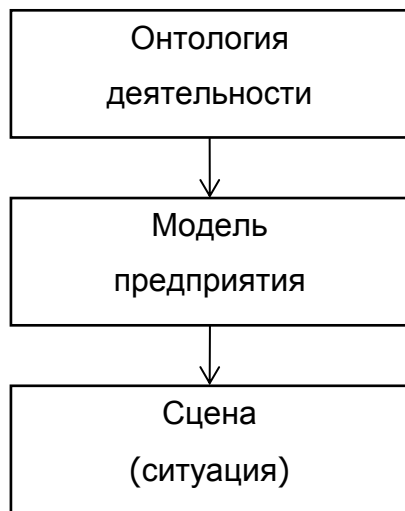 Онтология
деятельности
Модель
предприятия
Сцена
(ситуация)